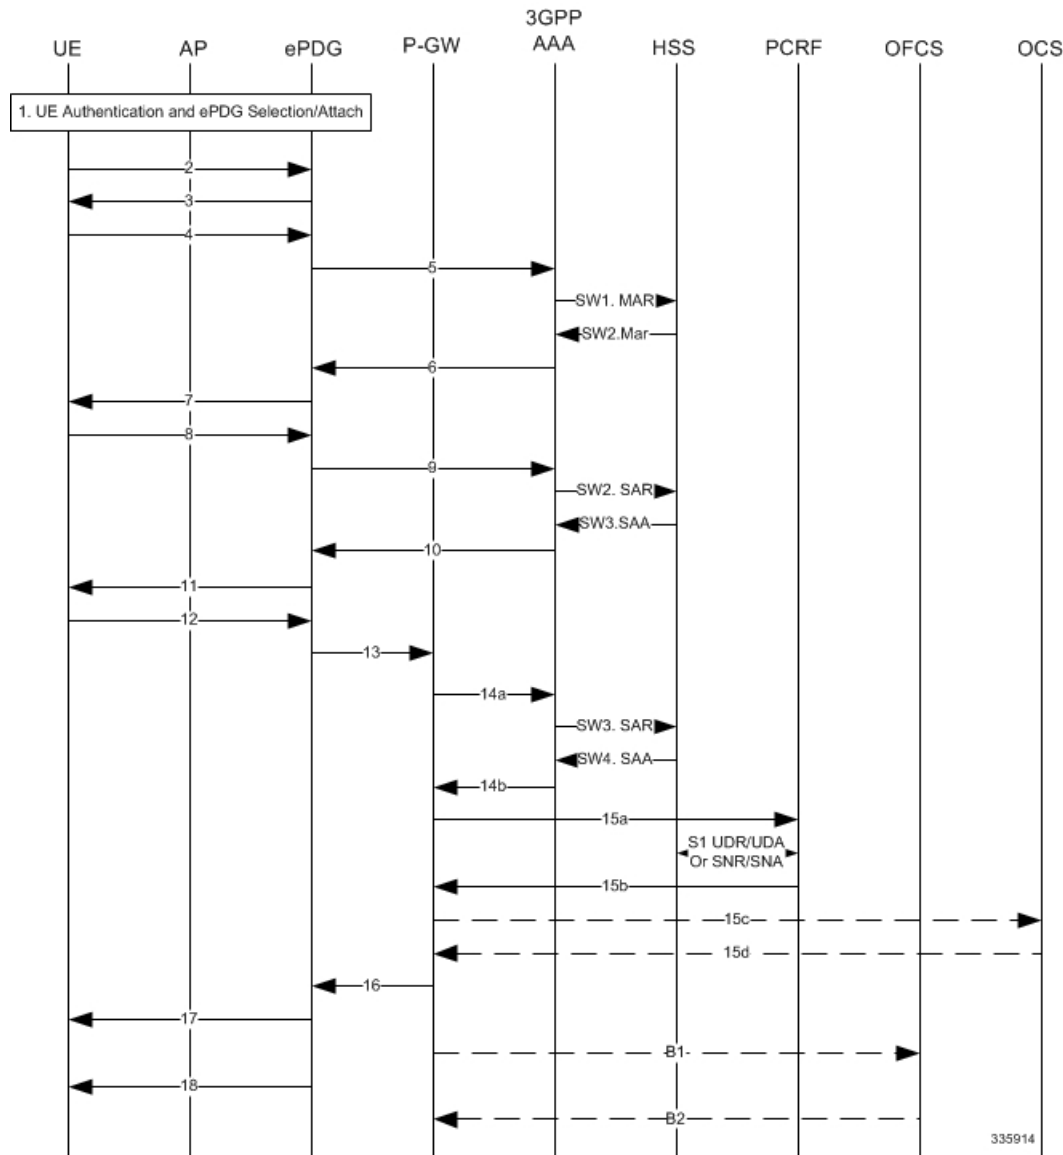 3GPP
UE AP ePDG P-GW AAA HSS PCRF OFCS OCS
1. UE Authentication and ePDG Selection/Attach
2
3
4
5
SW1. MAR
SW2.Mar
6
7
8
9
SW2. SAR
SW3.SAA
10
11
12
13
14a
SW3. SAR
SW4. SAA
14b
15a
S1 UDR/UDA
Or SNR/SNA
15b
15c
15d
16
17
B1
18
B2
335914